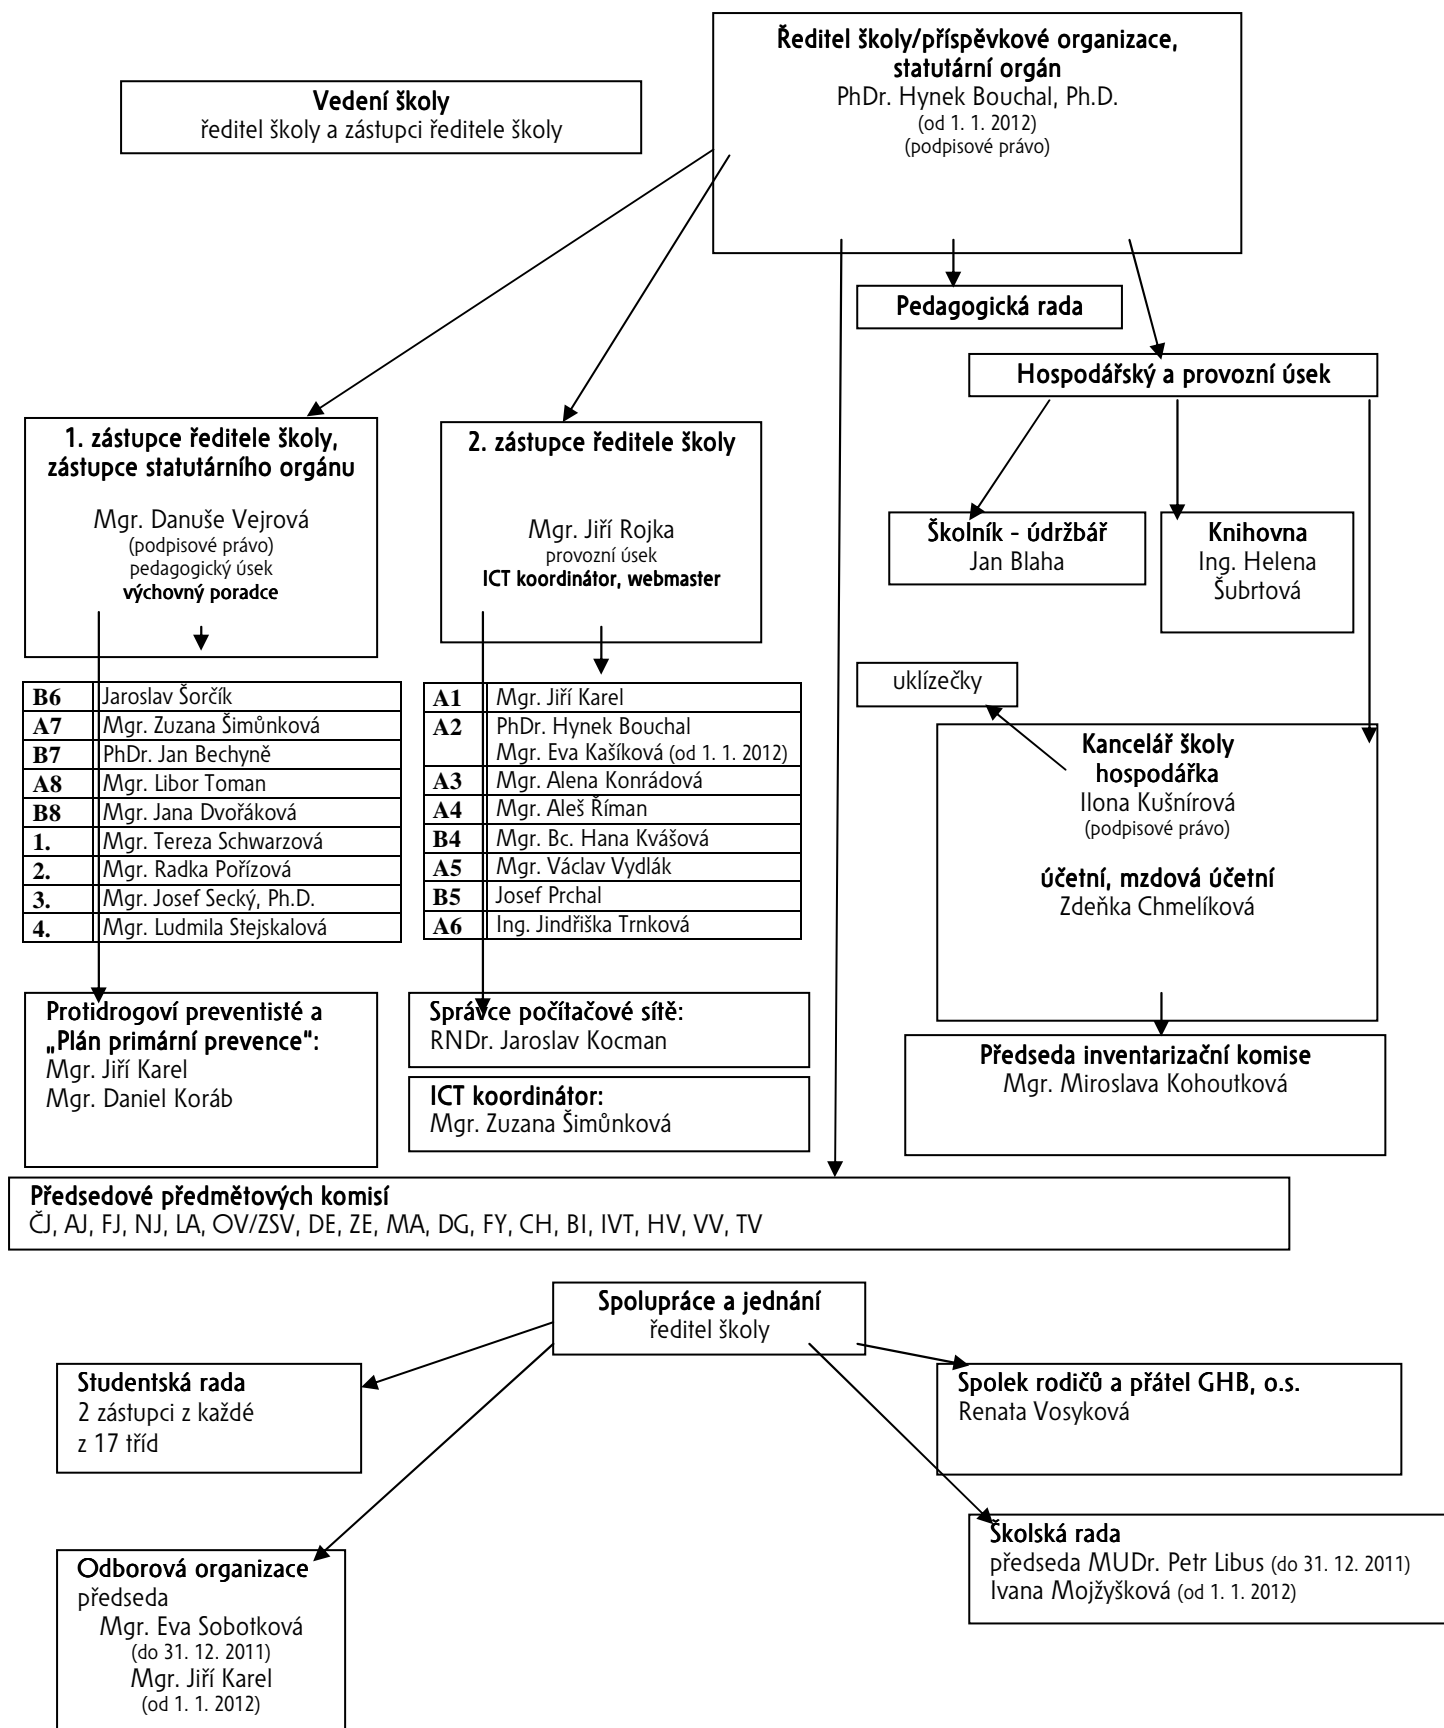 Ředitel školy/příspěvkové organizace,
statutární orgán
PhDr. Hynek Bouchal, Ph.D.
(od 1. 1. 2012)
(podpisové právo)
Vedení školy
ředitel školy a zástupci ředitele školy
Pedagogická rada
Hospodářský a provozní úsek
1. zástupce ředitele školy,
zástupce statutárního orgánu
Mgr. Danuše Vejrová
(podpisové právo)
pedagogický úsek
výchovný poradce
2. zástupce ředitele školy
Mgr. Jiří Rojka
provozní úsek
ICT koordinátor, webmaster
Školník - údržbář
Jan Blaha
Knihovna
Ing. Helena
Šubrtová
uklízečky
B6 Jaroslav Šorčík
A7 Mgr. Zuzana Šimůnková
B7 PhDr. Jan Bechyně
A8 Mgr. Libor Toman
B8 Mgr. Jana Dvořáková
1. Mgr. Tereza Schwarzová
2. Mgr. Radka Pořízová
3. Mgr. Josef Secký, Ph.D.
4. Mgr. Ludmila Stejskalová
A1 Mgr. Jiří Karel
A2 PhDr. Hynek Bouchal
Mgr. Eva Kašíková (od 1. 1. 2012)
A3 Mgr. Alena Konrádová
A4 Mgr. Aleš Říman
B4 Mgr. Bc. Hana Kvášová
A5 Mgr. Václav Vydlák
B5 Josef Prchal
A6 Ing. Jindřiška Trnková
Kancelář školy
hospodářka
Ilona Kušnírová
(podpisové právo)
účetní, mzdová účetní
Zdeňka Chmelíková
Protidrogoví preventisté a
„Plán primární prevence“:
Mgr. Jiří Karel
Mgr. Daniel Koráb
Správce počítačové sítě:
RNDr. Jaroslav Kocman
ICT koordinátor:
Mgr. Zuzana Šimůnková
Předseda inventarizační komise
Mgr. Miroslava Kohoutková
Předsedové předmětových komisí
ČJ, AJ, FJ, NJ, LA, OV/ZSV, DE, ZE, MA, DG, FY, CH, BI, IVT, HV, VV, TV
Spolupráce a jednání
ředitel školy
Studentská rada
2 zástupci z každé
z 17 tříd
Spolek rodičů a přátel GHB, o.s.
Renata Vosyková
Odborová organizace
předseda
Mgr. Eva Sobotková
(do 31. 12. 2011)
Mgr. Jiří Karel
(od 1. 1. 2012)
Školská rada
předseda MUDr. Petr Libus (do 31. 12. 2011)
Ivana Mojžyšková (od 1. 1. 2012)